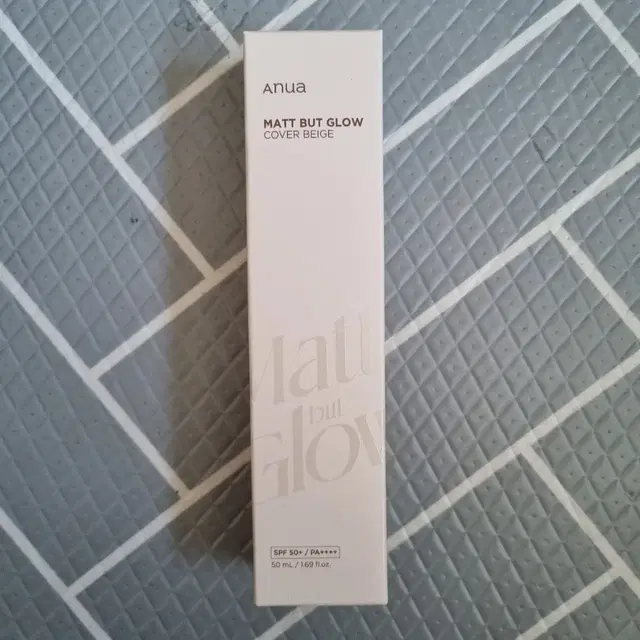 Anua
MATT BUT GLOW
COVER BEIGE
Matt
but
Glow
SPF 50+ / PA++++
50 mL / 1.69 fl.oz.